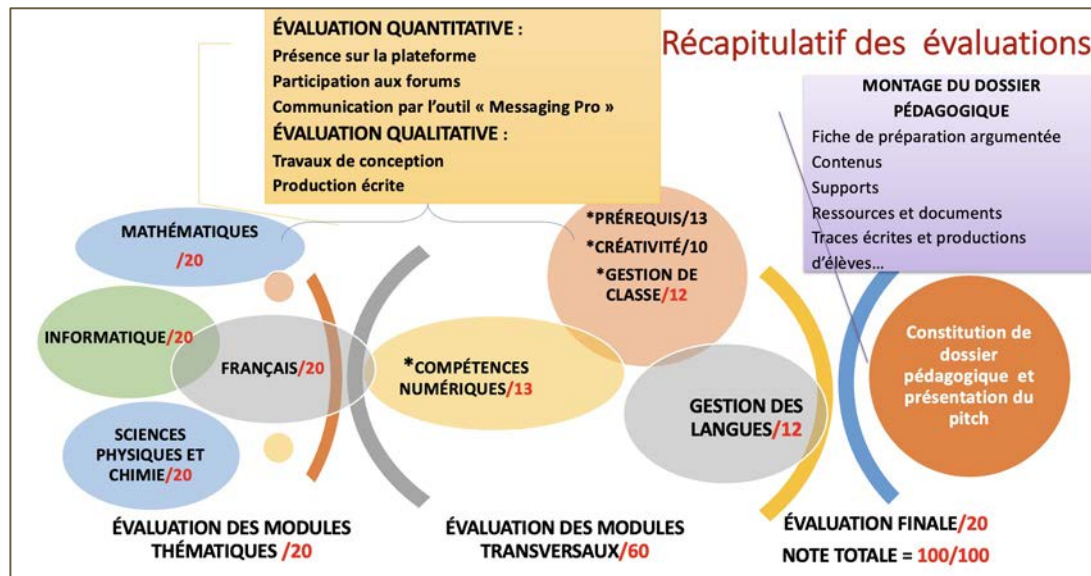 Récapitulatif des évaluations
ÉVALUATION QUANTITATIVE :
Présence sur la plateforme
Participation aux forums
Communication par l'outil « Messaging Pro »
ÉVALUATION QUALITATIVE :
Travaux de conception
Production écrite
MONTAGE DU DOSSIER
PÉDAGOGIQUE
Fiche de préparation argumentée
Contenus
Supports
Ressources et documents
Traces écrites et productions
d'élèves...
MATHÉMATIQUES
/20
INFORMATIQUE/20
FRANÇAIS/20
SCIENCES
PHYSIQUES ET
CHIMIE/20
*COMPÉTENCES
NUMÉRIQUES/13
*PRÉREQUIS/13
*CRÉATIVITÉ/10
*GESTION DE
CLASSE/12
GESTION DES
LANGUES/12
Constitution de
dossier
pédagogique et
présentation du
pitch
ÉVALUATION DES MODULES
THÉMATIQUES /20
ÉVALUATION DES MODULES
TRANSVERSAUX/60
ÉVALUATION FINALE/20
NOTE TOTALE = 100/100